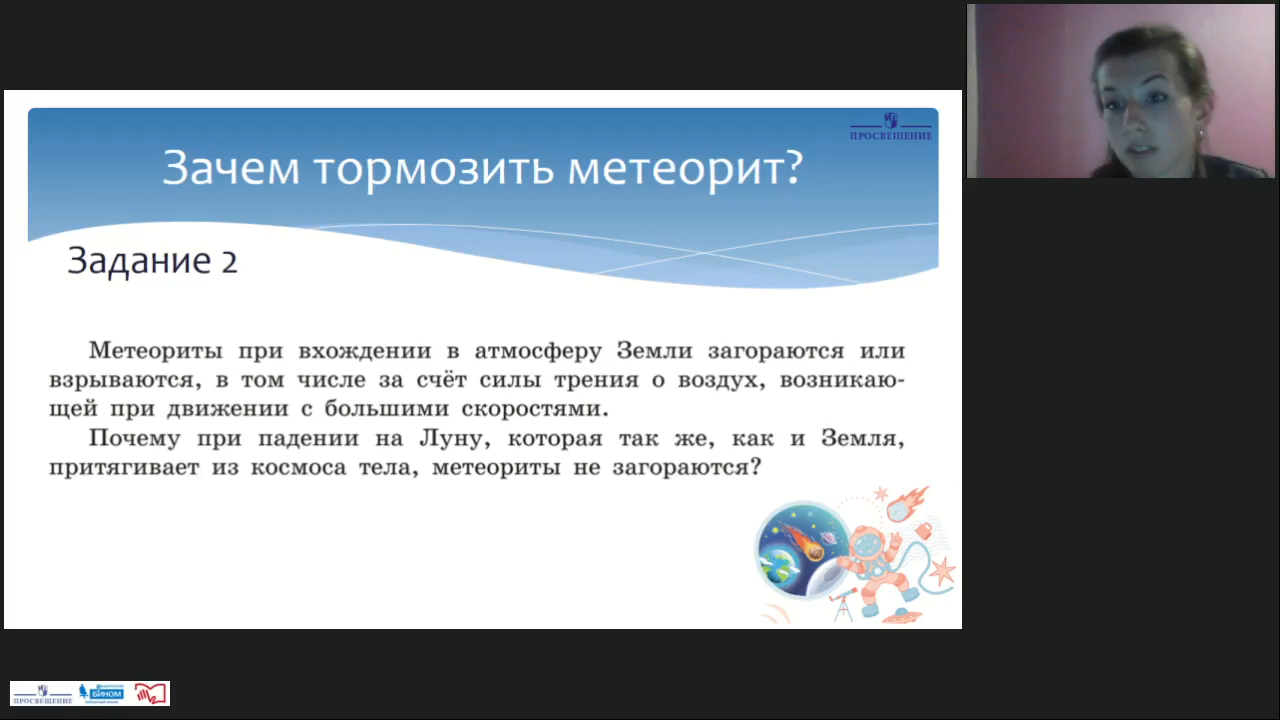 ПРОСВЕЩЕНИЕ
Зачем тормозить метеорит?
Задание 2
Метеориты при вхождении в атмосферу Земли загораются или
взрываются, в том числе за счёт силы трения о воздух, возникаю-
щей при движении с большими скоростями.
Почему при падении на Луну, которая так же, как и Земля,
притягивает из космоса тела, метеориты не загораются?
ПРОСВЕЩЕНИЕ
БИНОМ